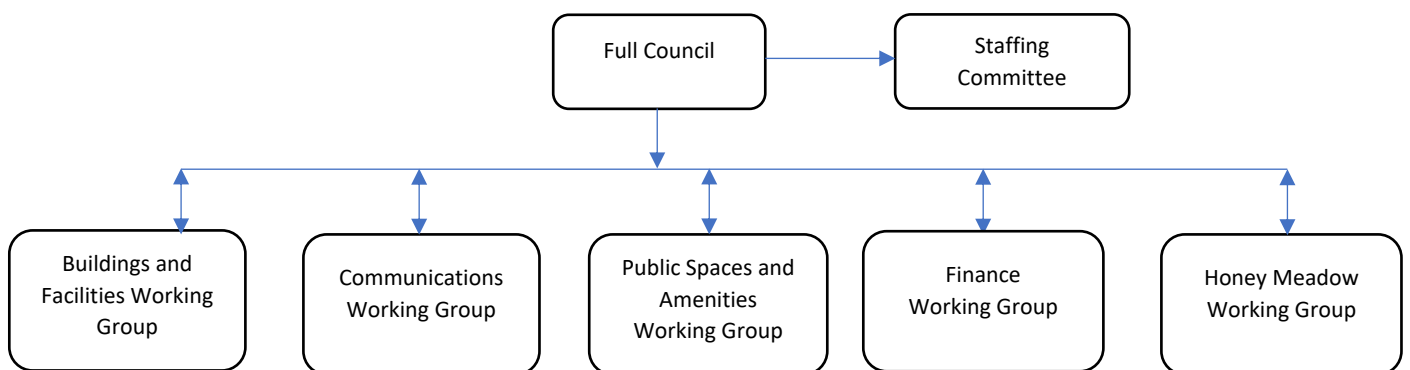 Full Council
Staffing
Committee
Buildings and
Facilities Working
Group
Communications
Working Group
Public Spaces and
Amenities
Working Group
Finance
Working Group
Honey Meadow
Working Group